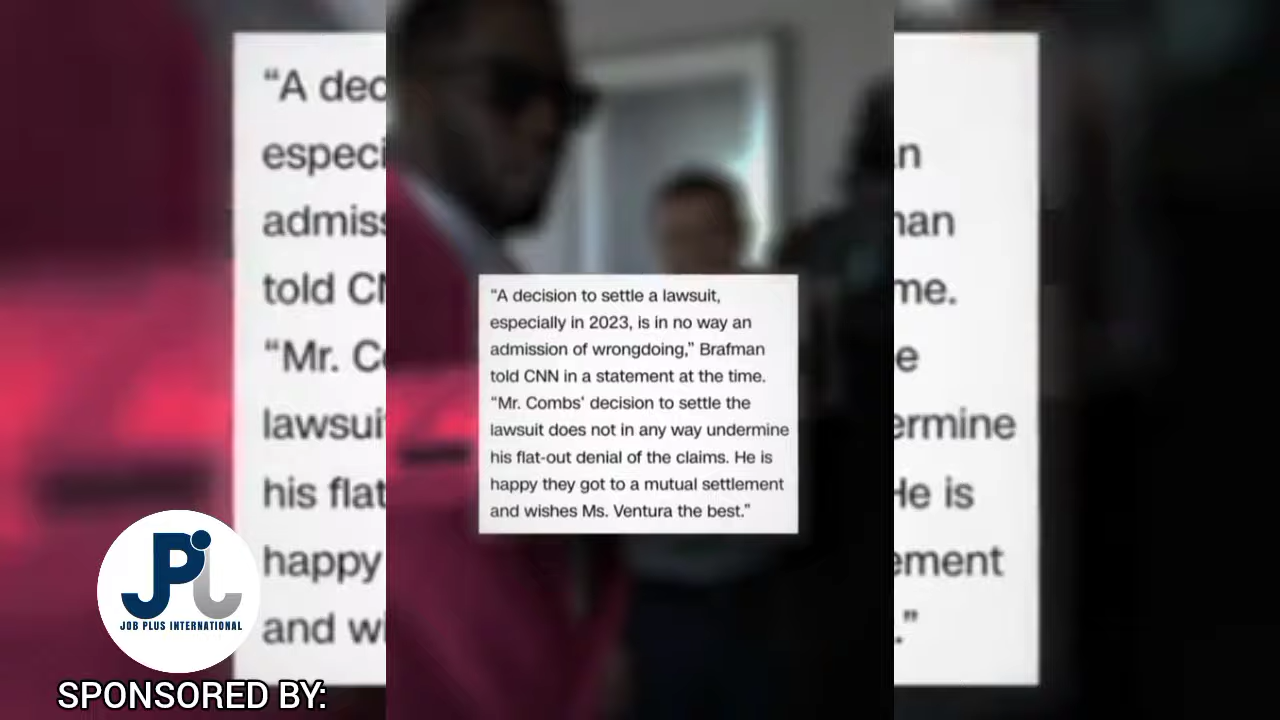 “A decision to settle a lawsuit,
especially in 2023, is in no way an
admission of wrongdoing,” Brafman
told CNN in a statement at the time.
“Mr. Combs’ decision to settle the
lawsuit does not in any way undermine
his flat-out denial of the claims. He is
happy they got to a mutual settlement
and wishes Ms. Ventura the best.”
JPI
JOB PLUS INTERNATIONAL
SPONSORED BY: